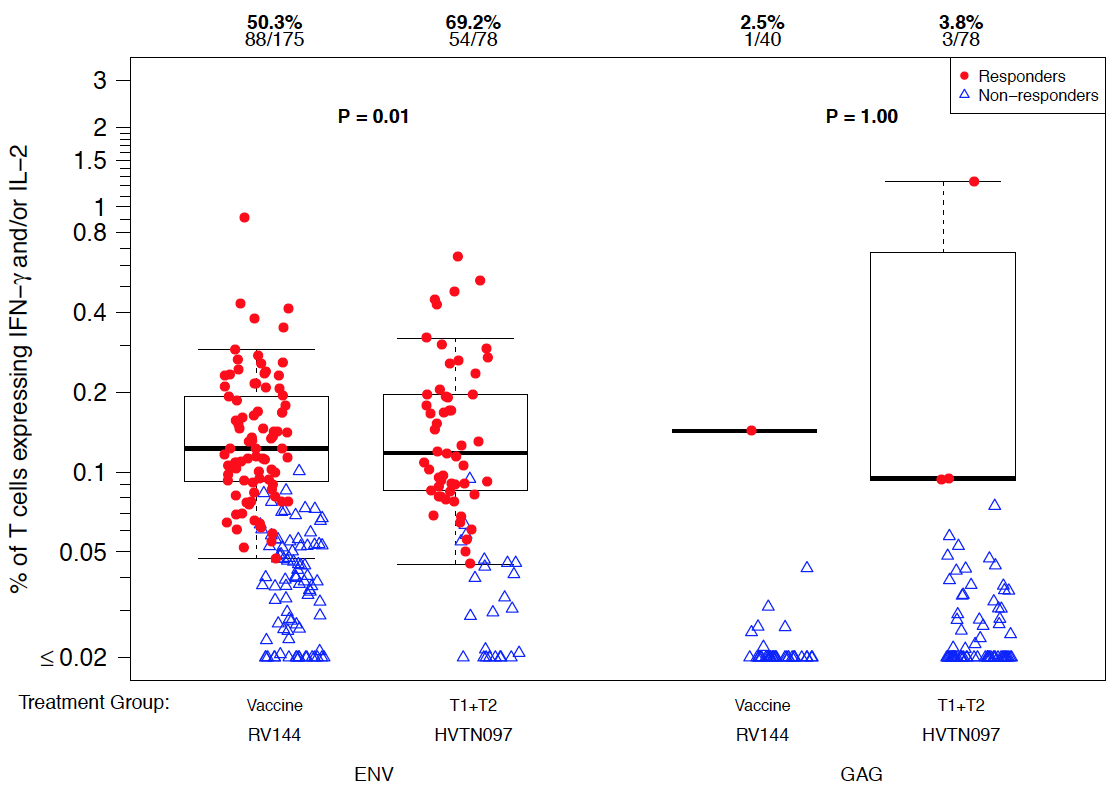 50.3% 69.2% 2.5% 3.8%
88/175 54/78 1/40 3/78
Responders
Non−responders
P = 0.01 P = 1.00
% of T cells expressing IFN−γ and/or IL−2
3
2
1.5
1
0.8
0.4
0.2
0.1
0.05
≤ 0.02
Treatment Group: Vaccine T1+T2 Vaccine T1+T2
RV144 HVTN097 RV144 HVTN097
ENV GAG